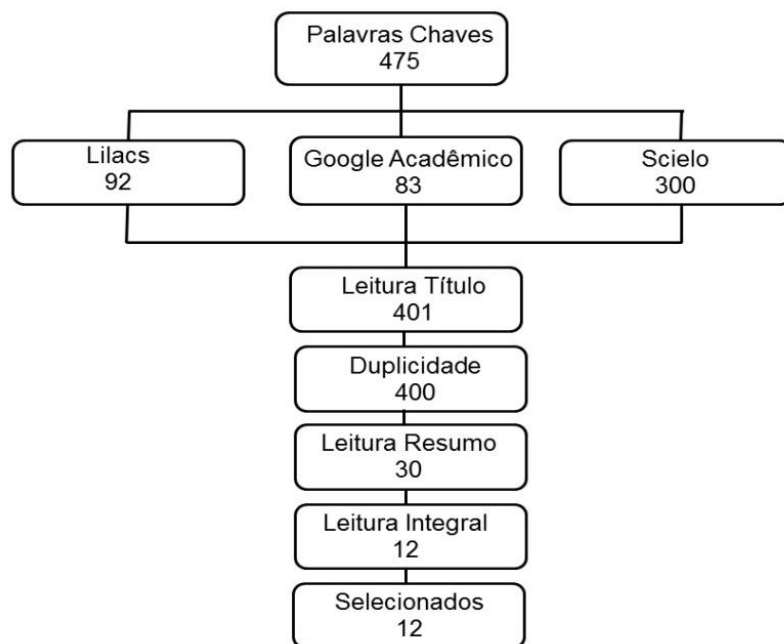 Palavras Chaves
475
Lilacs
92
Google Acadêmico
83
Scielo
300
Leitura Título
401
Duplicidade
400
Leitura Resumo
30
Leitura Integral
12
Selecionados
12